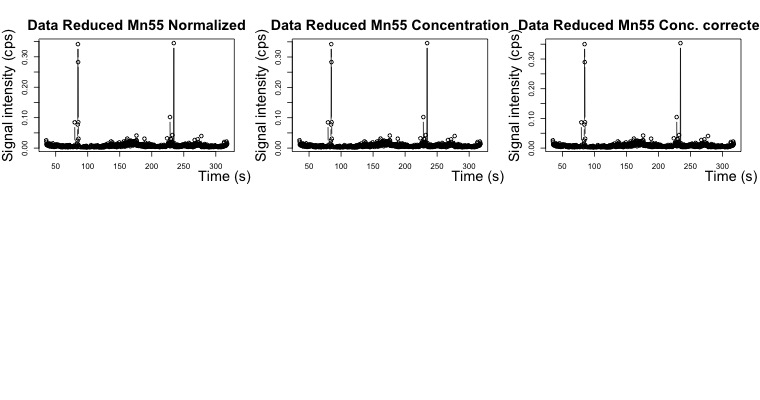 Data Reduced Mn55 Normalized
Signal intensity (cps)
0.00 0.10 0.20 0.30
50 100 150 200 250 300
Time (s)
Data Reduced Mn55 Concentration
Signal intensity (cps)
0.00 0.10 0.20 0.30
50 100 150 200 250 300
Time (s)
Data Reduced Mn55 Conc. correcte
Signal intensity (cps)
0.00 0.10 0.20 0.30
50 100 150 200 250 300
Time (s)